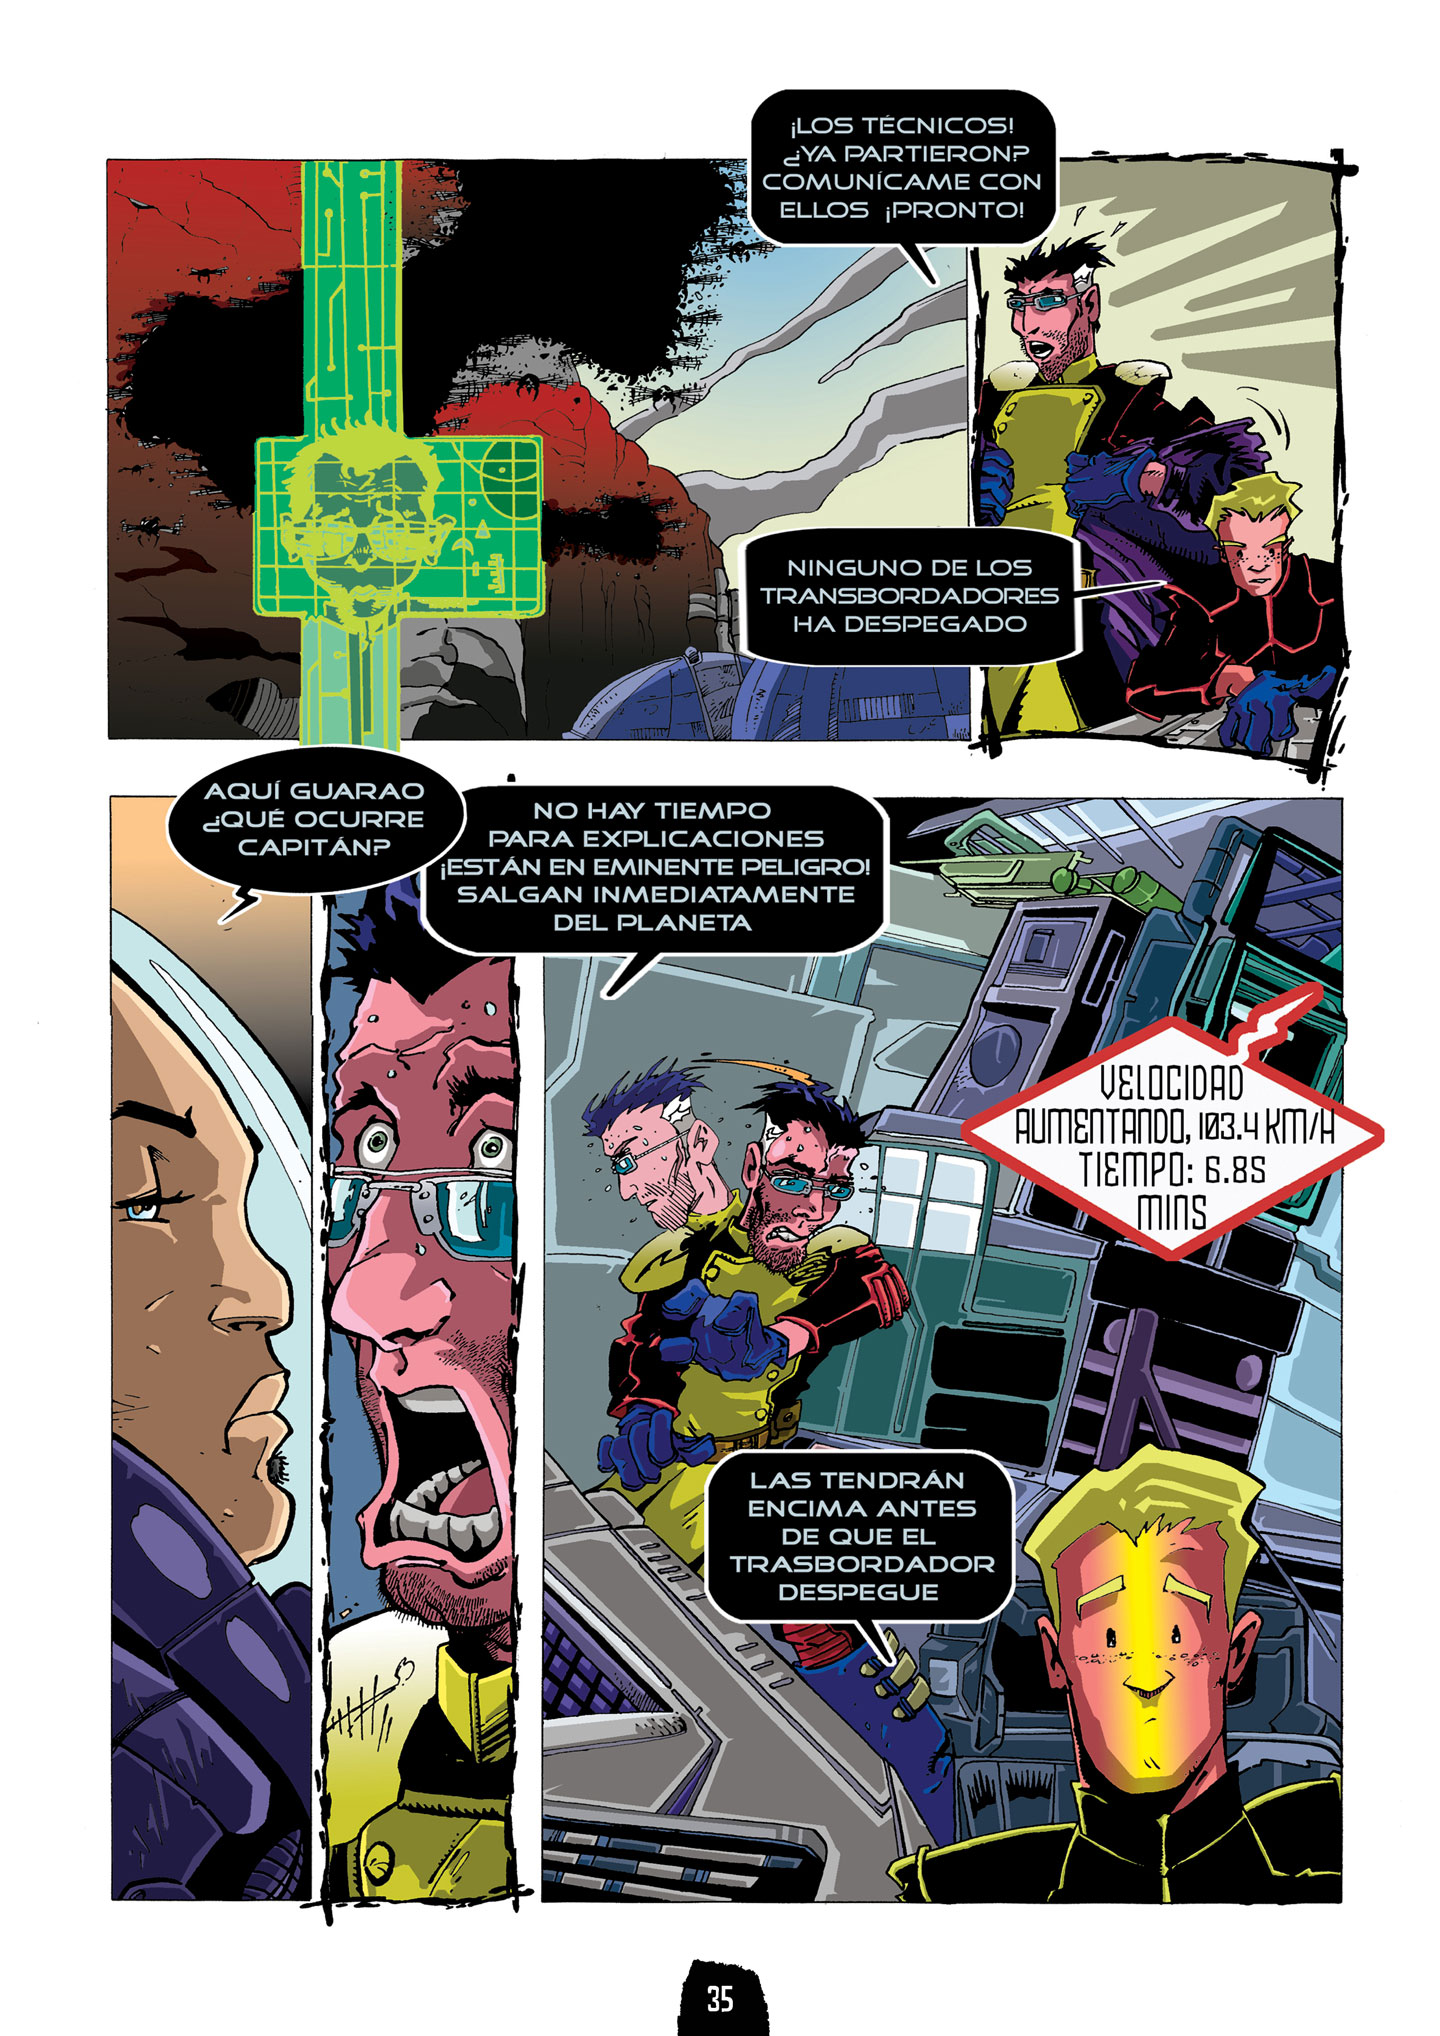 ¡LOS TÉCNICOS!
¿YA PARTIERON?
COMUNÍCAME CON
ELLOS ¡PRONTO!
NINGUNO DE LOS
TRANSBORDADORES
HA DESPEGADO
AQUÍ GUARAO
¿QUÉ OCURRE
CAPITÁN?
NO HAY TIEMPO
PARA EXPLICACIONES
¡ESTÁN EN EMINENTE PELIGRO!
SALGAN INMEDIATAMENTE
DEL PLANETA
VELOCIDAD
AUMENTANDO, 103.4 KM/H
TIEMPO: 6.85
MINS
LAS TENDRÁN
ENCIMA ANTES
DE QUE EL
TRASBORDADOR
DESPEGUE
35